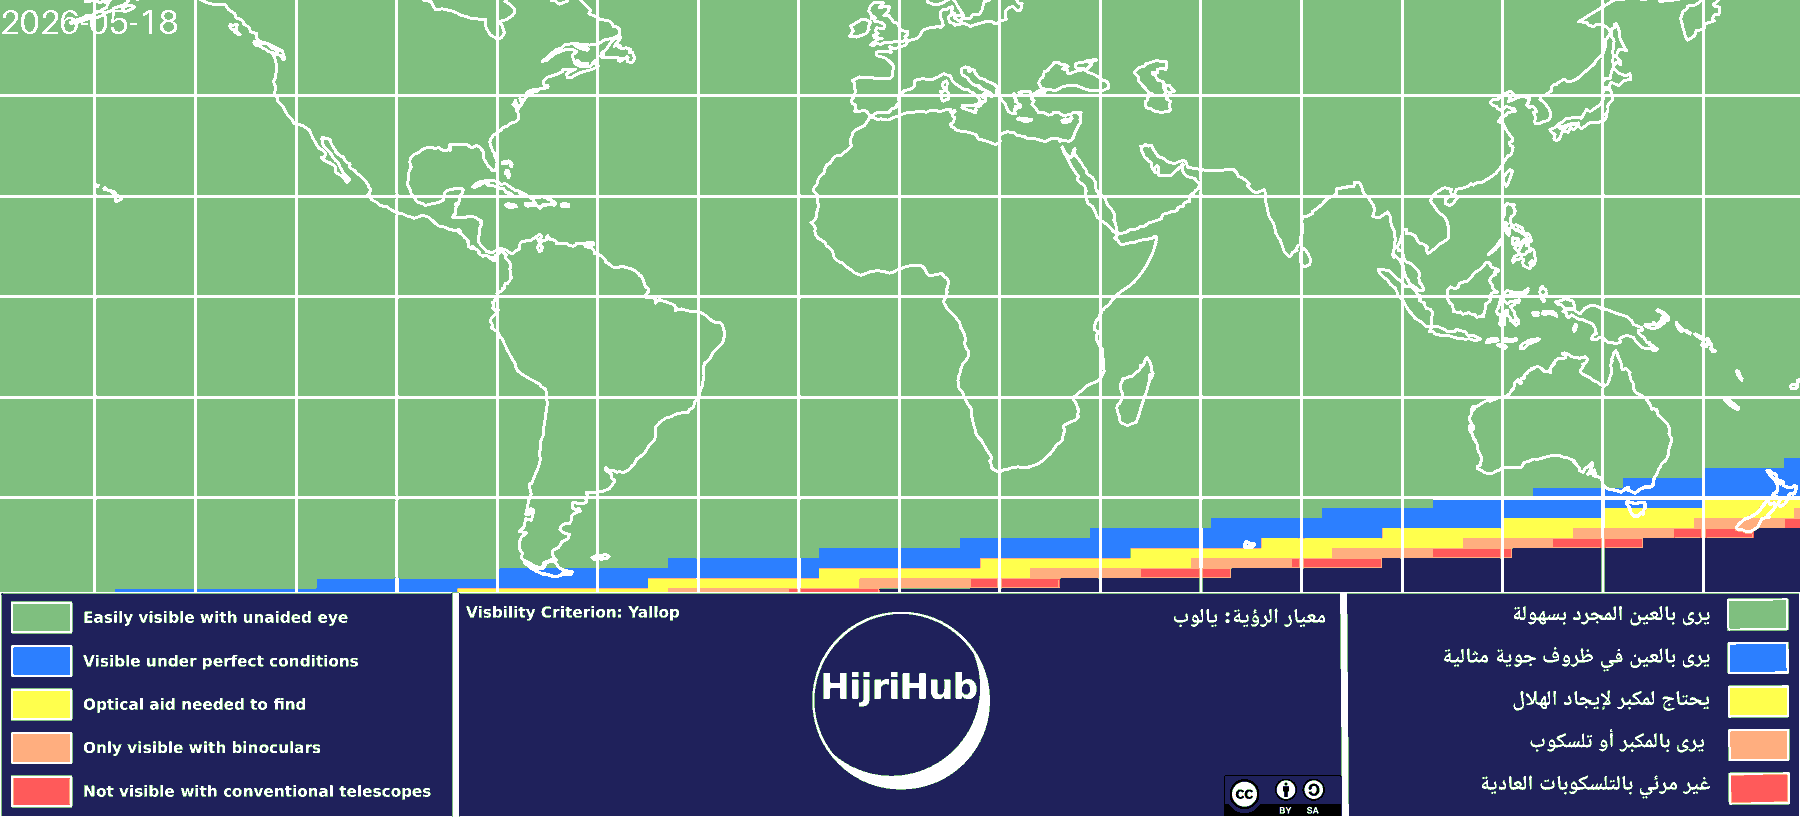 2026-05-18
Easily visible with unaided eye
Visible under perfect conditions
Optical aid needed to find
Only visible with binoculars
Not visible with conventional telescopes
Visbility Criterion: Yallop
معيار الرؤية: يالوب
HijriHub
cc
BY SA
يرى بالعين المجرد بسهولة
يرى بالعين في ظروف جوية مثالية
يحتاج لمكبر لإيجاد الهلال
يرى بالمكبر أو تلسكوب
غير مرئي بالتلسكوبات العادية